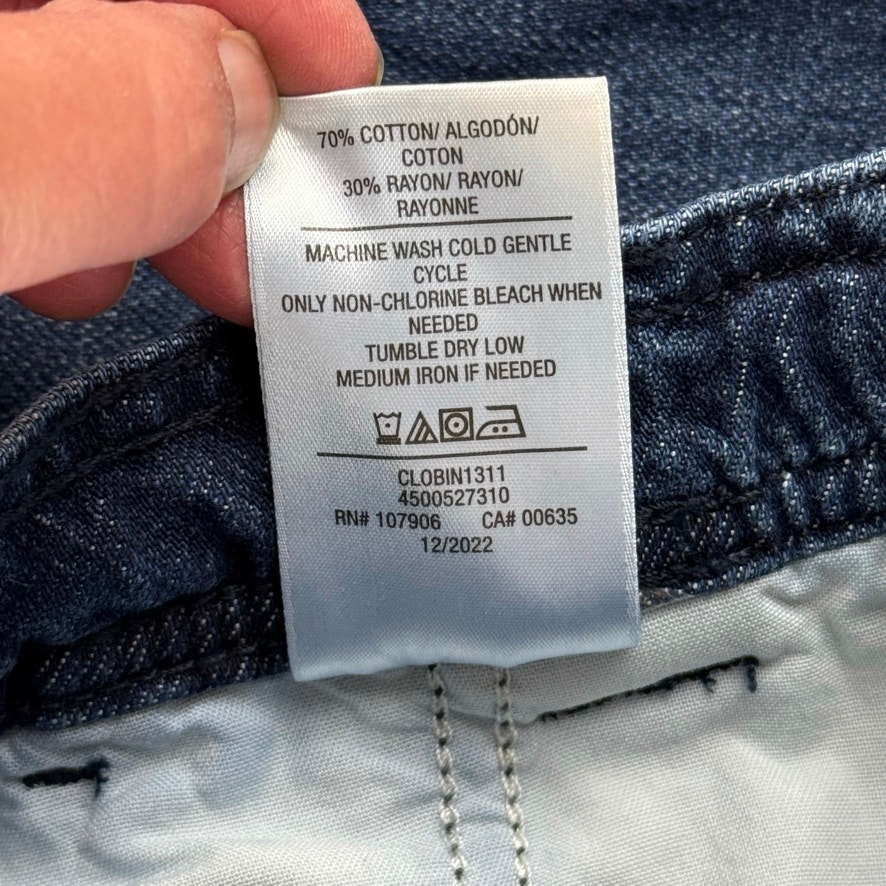 70% COTTON/ ALGODÓN/
COTON
30% RAYON/ RAYON/
RAYONNE
MACHINE WASH COLD GENTLE
CYCLE
ONLY NON-CHLORINE BLEACH WHEN
NEEDED
TUMBLE DRY LOW
MEDIUM IRON IF NEEDED
CLOBIN1311
4500527310
RN# 107906 CA# 00635
12/2022